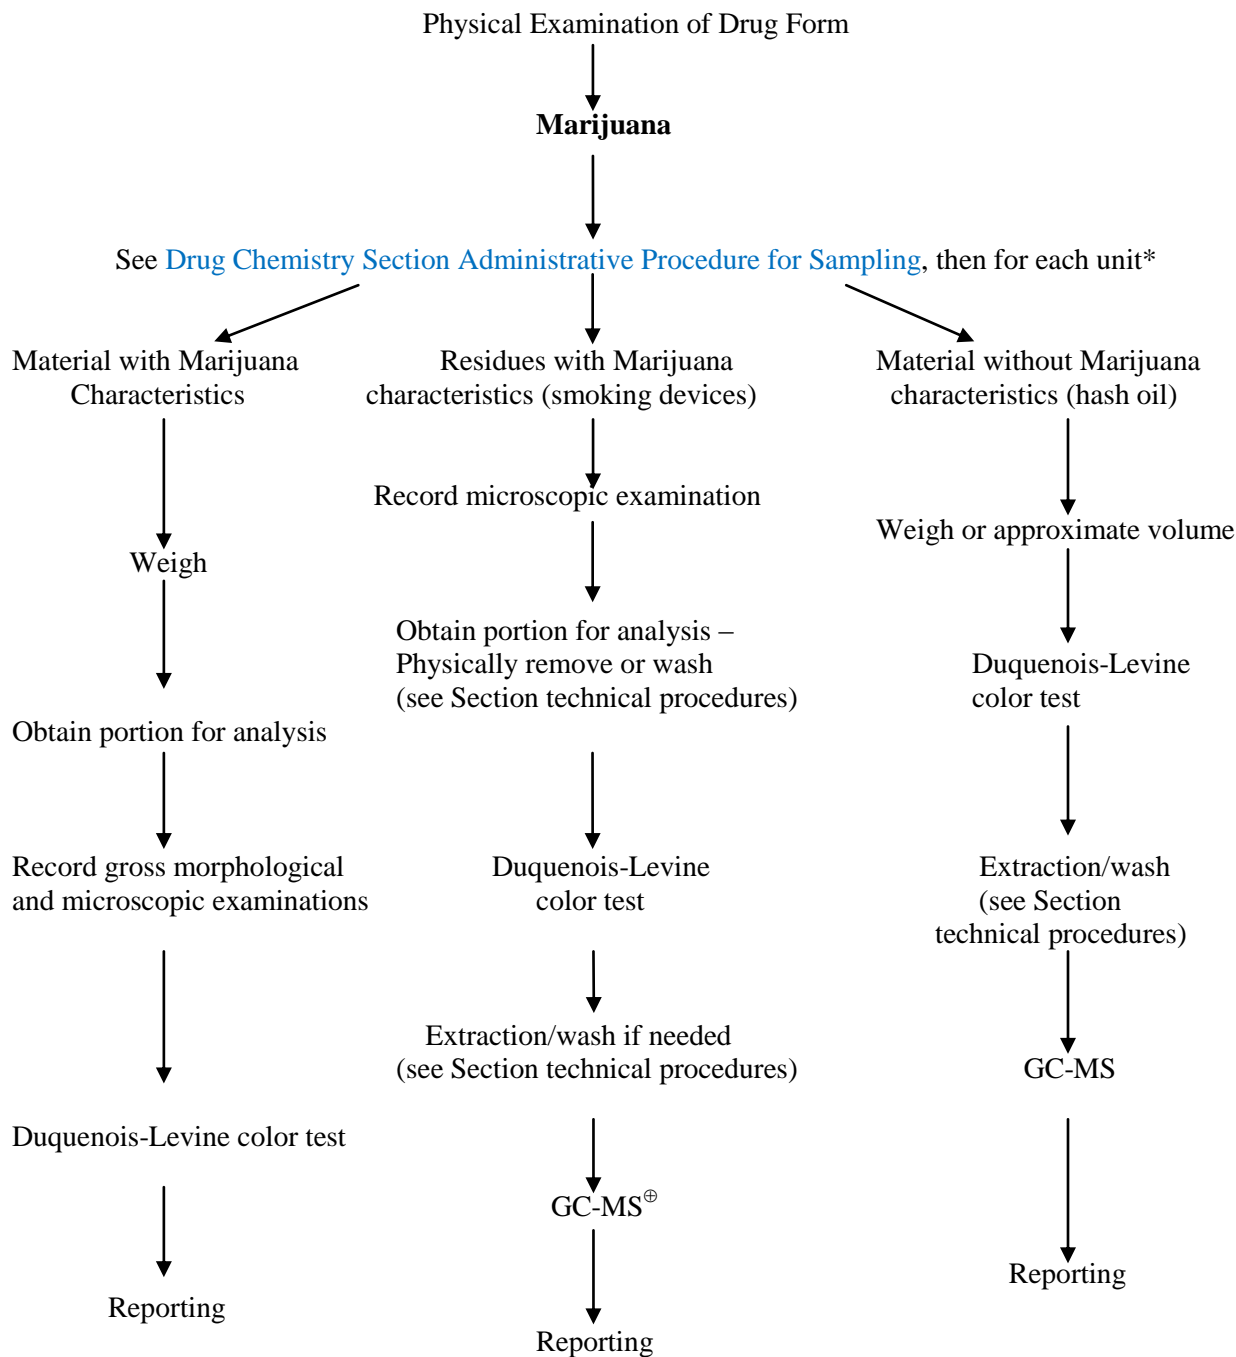 Physical Examination of Drug Form
Marijuana
See Drug Chemistry Section Administrative Procedure for Sampling, then for each unit*
Material with Marijuana
Characteristics
Weigh
Obtain portion for analysis
Record gross morphological
and microscopic examinations
Duquenois-Levine color test
Reporting
Residues with Marijuana
characteristics (smoking devices)
Record microscopic examination
Obtain portion for analysis –
Physically remove or wash
(see Section technical procedures)
Duquenois-Levine
color test
Extraction/wash if needed
(see Section technical procedures)
GC-MS⊕
Reporting
Material without Marijuana
characteristics (hash oil)
Weigh or approximate volume
Duquenois-Levine
color test
Extraction/wash
(see Section
technical procedures)
GC-MS
Reporting